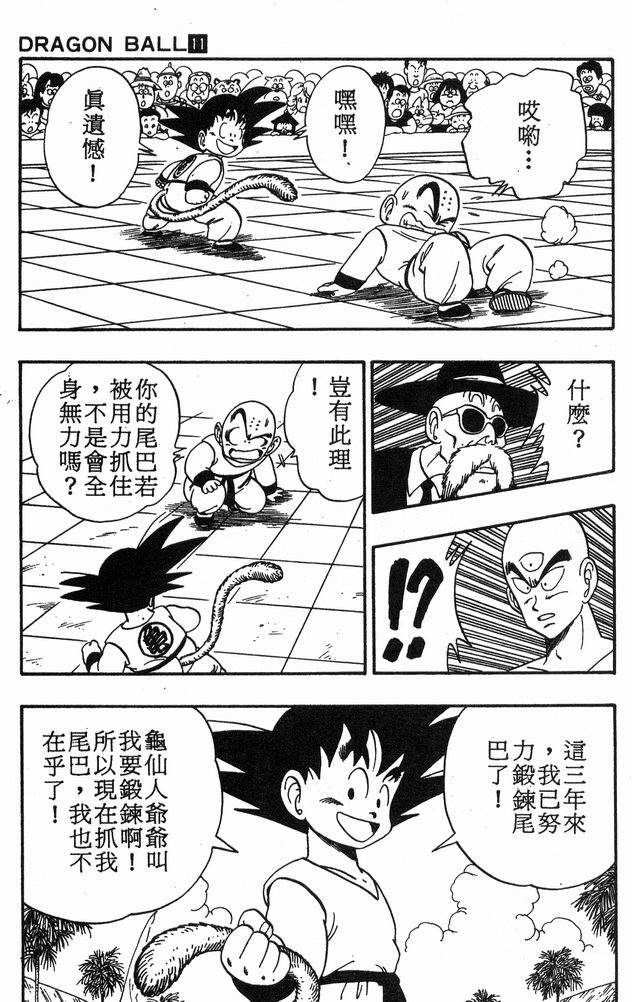 DRAGON BALL 11
哎喲…
嘿嘿！
眞遺憾！
什麼？
!?
豈有此理
！
你的尾巴若
被用力抓住
，不是會全
身無力嗎？
這三年來
，我已努
力鍛鍊尾
巴了！
龜仙人爺爺叫
我要鍛鍊啊！
所以現在抓我
尾巴，我也不
在乎了！